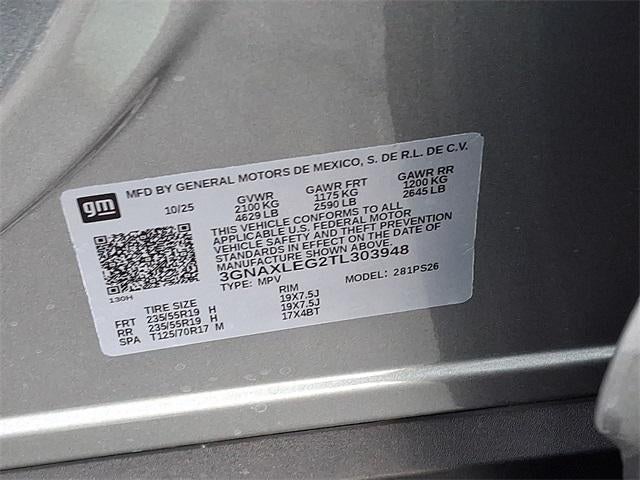 gm
MFD BY GENERAL MOTORS DE MEXICO, S. DE R.L. DE C.V.
10/25 GVWR GAWR FRT GAWR RR
2100 KG 1175 KG 1200 KG
4629 LB 2590 LB 2645 LB
THIS VEHICLE CONFORMS TO ALL
APPLICABLE U.S. FEDERAL MOTOR
VEHICLE SAFETY AND THEFT PREVENTION
STANDARDS IN EFFECT ON THE DATE OF
MANUFACTURE SHOWN ABOVE.
3GNAXLEG2TL303948
TYPE: MPV MODEL: 281PS26
130H
TIRE SIZE RIM
FRT 235/55R19 H 19X7.5J
RR 235/55R19 H 19X7.5J
SPA T125/70R17 M 17X4BT